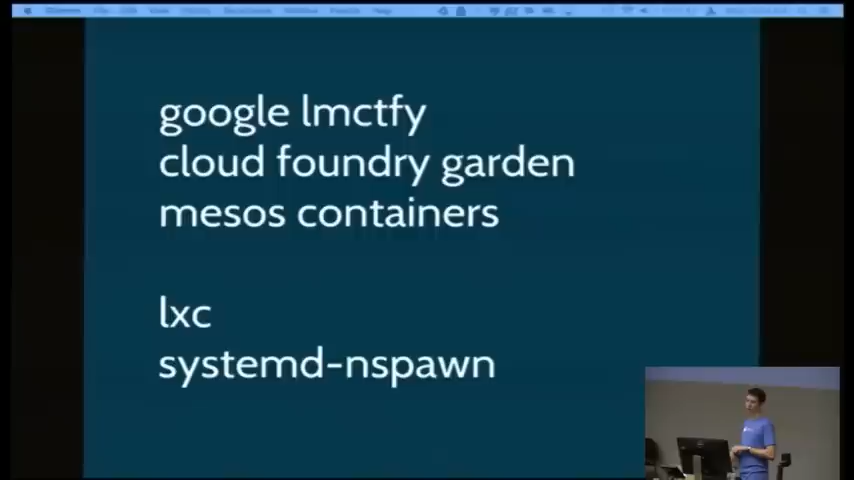 google lmctfy
cloud foundry garden
mesos containers
lxc
systemd-nspawn